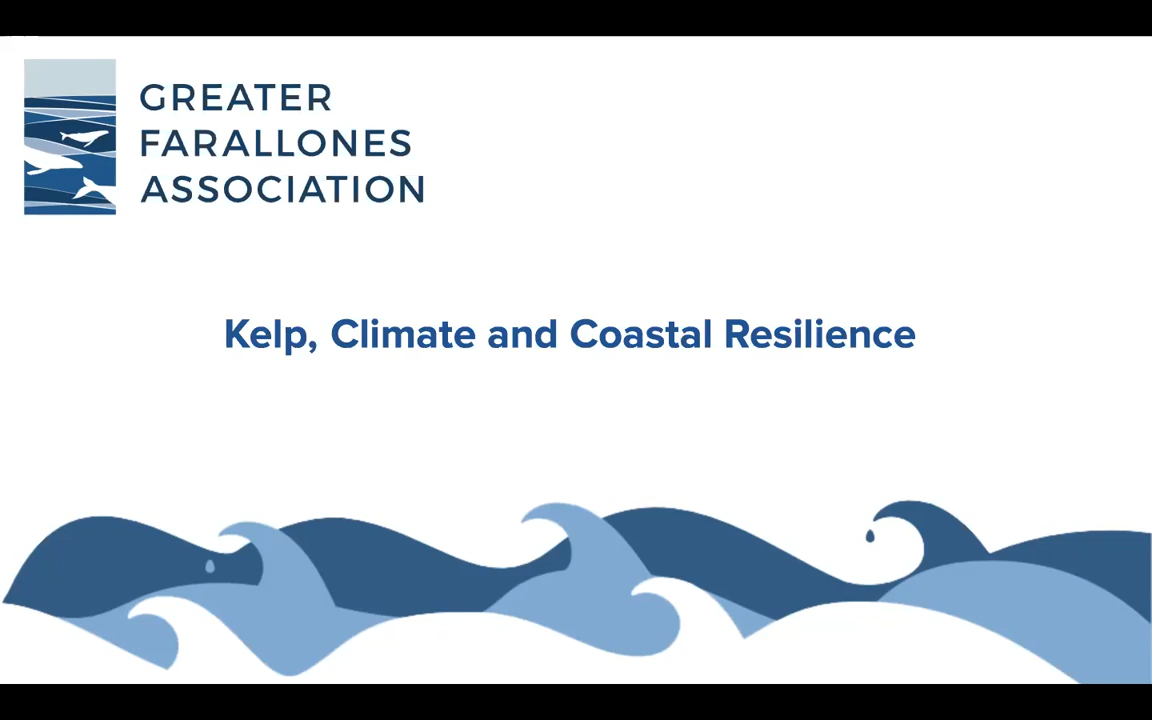 GREATER
FARALLONES
ASSOCIATION
Kelp, Climate and Coastal Resilience